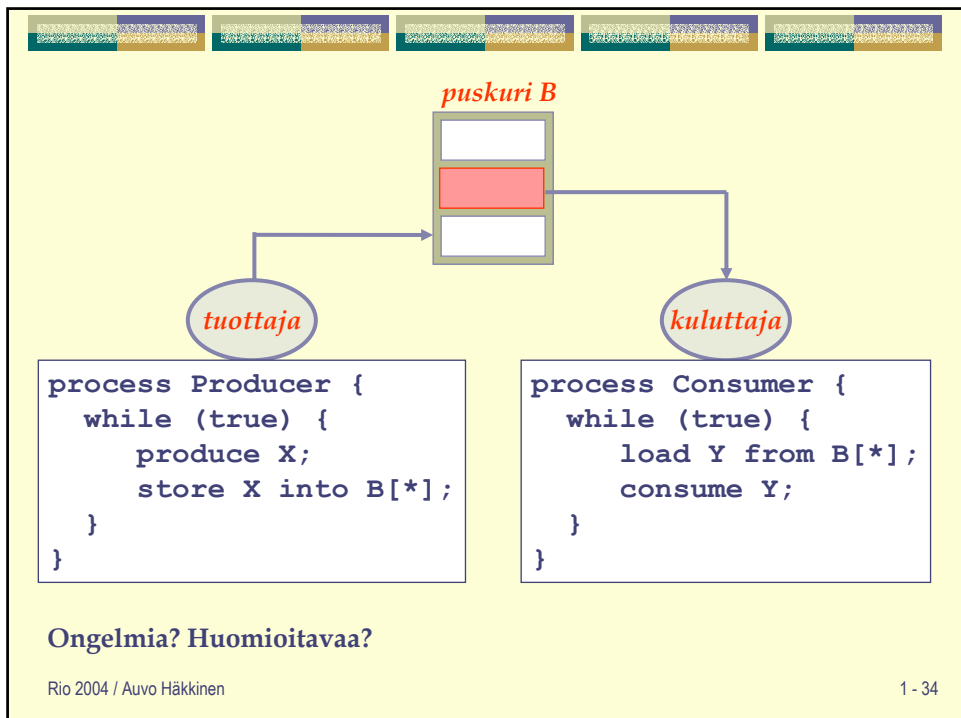 puskuri B
tuottaja
kuluttaja
process Producer {
while (true) {
produce X;
store X into B[*];
}
}
process Consumer {
while (true) {
load Y from B[*];
consume Y;
}
}
Ongelmia? Huomioitavaa?
Rio 2004 / Auvo Häkkinen
1 - 34